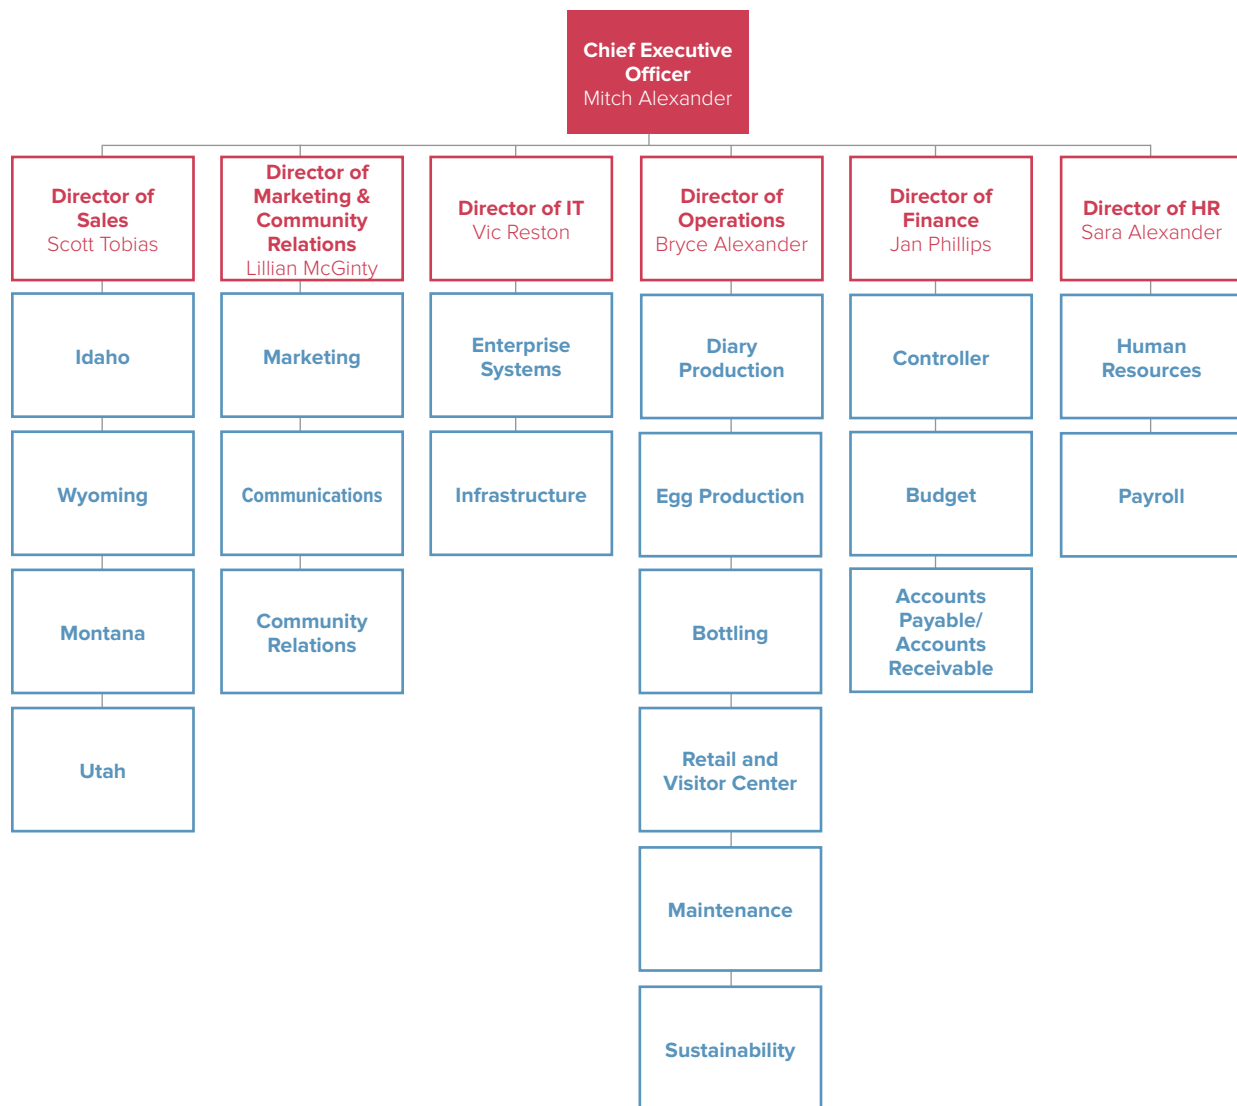 Chief Executive
Officer
Mitch Alexander
Director of
Sales
Scott Tobias
Director of
Marketing &
Community
Relations
Lillian McGinty
Director of IT
Vic Reston
Director of
Operations
Bryce Alexander
Director of
Finance
Jan Phillips
Director of HR
Sara Alexander
Idaho
Marketing
Enterprise
Systems
Diary
Production
Controller
Human
Resources
Wyoming
Communications
Infrastructure
Egg Production
Budget
Payroll
Montana
Community
Relations
Bottling
Accounts
Payable/
Accounts
Receivable
Utah
Retail and
Visitor Center
Maintenance
Sustainability